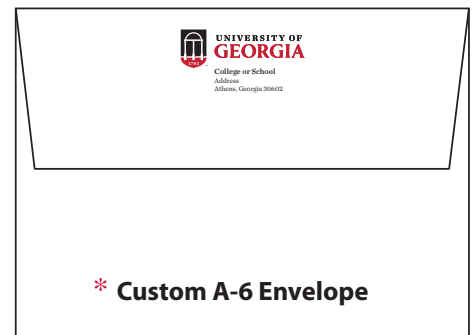 UNIVERSITY OF
GEORGIA
1785
College or School
Address
Athens, Georgia 30602
* Custom A-6 Envelope